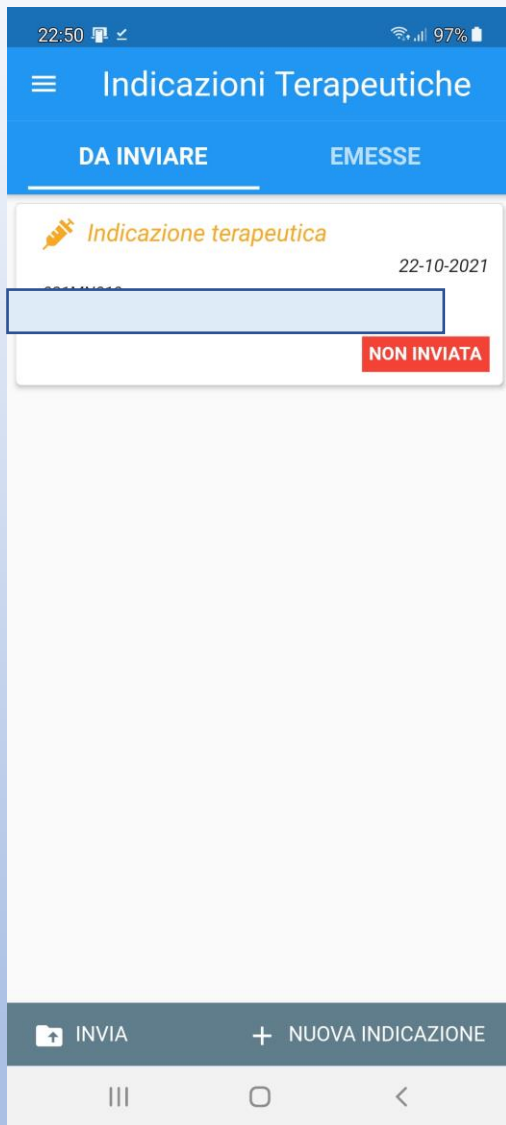 22:50
97%
Indicazioni Terapeutiche
DA INVIARE EMESSE
Indicazione terapeutica
22-10-2021
NON INVIATA
INVIA + NUOVA INDICAZIONE